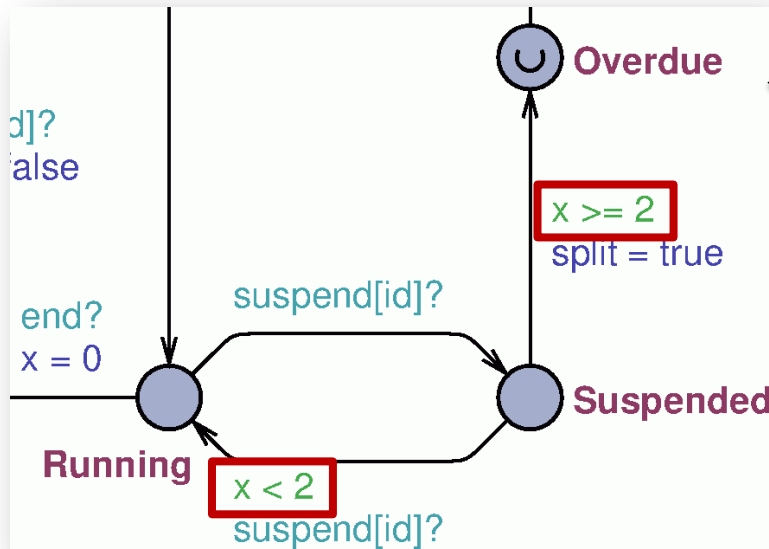 Overdue
d]?
false
x >= 2
split = true
suspend[id]?
end?
x = 0
Suspended
Running
x < 2
suspend[id]?